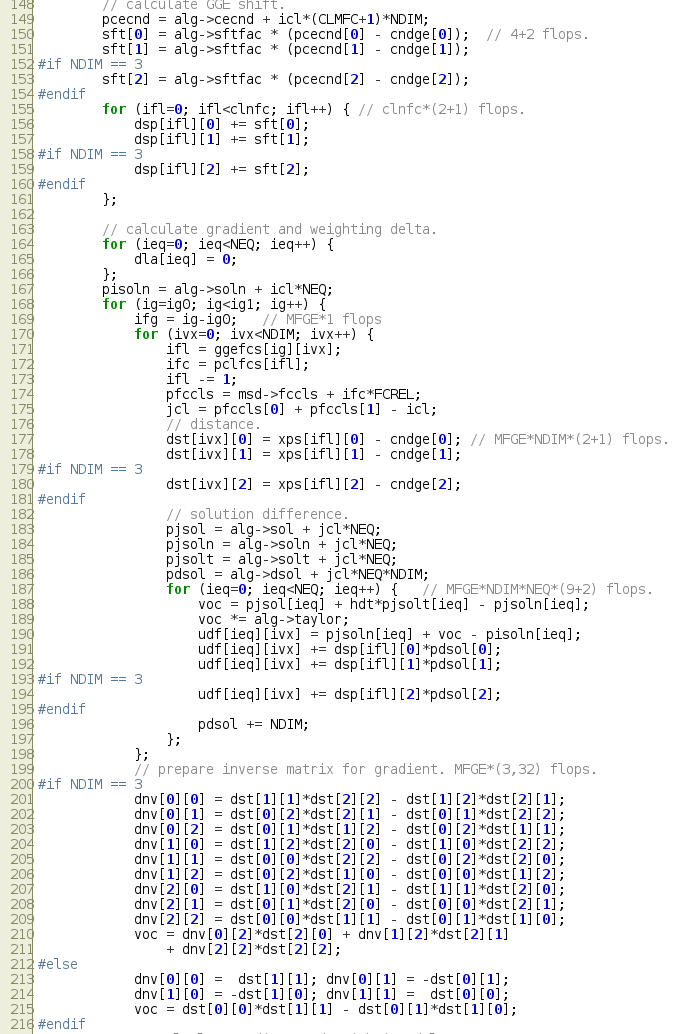 148         // calculate GGE shift.
149         pcecnd = alg->cecnd + icl*(CLMFC+1)*NDIM;
150         sft[0] = alg->sftfac * (pcecnd[0] - cndge[0]);  // 4+2 flops.
151         sft[1] = alg->sftfac * (pcecnd[1] - cndge[1]);
152 #if NDIM == 3
153         sft[2] = alg->sftfac * (pcecnd[2] - cndge[2]);
154 #endif
155         for (ifl=0; ifl<clnfc; ifl++) { // clnfc*(2+1) flops.
156             dsp[ifl][0] += sft[0];
157             dsp[ifl][1] += sft[1];
158 #if NDIM == 3
159             dsp[ifl][2] += sft[2];
160 #endif
161         };
162
163         // calculate gradient and weighting delta.
164         for (ieq=0; ieq<NEQ; ieq++) {
165             dla[ieq] = 0;
166         };
167         pisoln = alg->soln + icl*NEQ;
168         for (ig=ig0; ig<ig1; ig++) {
169             ifg = ig-ig0;   // MFGE*1 flops
170             for (ivx=0; ivx<NDIM; ivx++) {
171                 ifl = ggefcs[ig][ivx];
172                 ifc = pclfcs[ifl];
173                 ifl -= 1;
174                 pfccls = msd->fccls + ifc*FCREL;
175                 jcl = pfccls[0] + pfccls[1] - icl;
176                 // distance.
177                 dst[ivx][0] = xps[ifl][0] - cndge[0]; // MFGE*NDIM*(2+1) flops.
178                 dst[ivx][1] = xps[ifl][1] - cndge[1];
179 #if NDIM == 3
180                 dst[ivx][2] = xps[ifl][2] - cndge[2];
181 #endif
182                 // solution difference.
183                 pjsol = alg->sol + jcl*NEQ;
184                 pjsoln = alg->soln + jcl*NEQ;
185                 pjsolt = alg->solt + jcl*NEQ;
186                 pdsol = alg->dsol + jcl*NEQ*NDIM;
187                 for (ieq=0; ieq<NEQ; ieq++) {   // MFGE*NDIM*NEQ*(9+2) flops.
188                     voc = pjsol[ieq] + hdt*pjsolt[ieq] - pjsoln[ieq];
189                     voc *= alg->taylor;
190                     udf[ieq][ivx] = pjsoln[ieq] + voc - pisoln[ieq];
191                     udf[ieq][ivx] += dsp[ifl][0]*pdsol[0];
192                     udf[ieq][ivx] += dsp[ifl][1]*pdsol[1];
193 #if NDIM == 3
194                     udf[ieq][ivx] += dsp[ifl][2]*pdsol[2];
195 #endif
196                     pdsol += NDIM;
197                 };
198             };
199             // prepare inverse matrix for gradient. MFGE*(3,32) flops.
200 #if NDIM == 3
201             dnv[0][0] = dst[1][1]*dst[2][2] - dst[1][2]*dst[2][1];
202             dnv[0][1] = dst[0][2]*dst[2][1] - dst[0][1]*dst[2][2];
203             dnv[0][2] = dst[0][1]*dst[1][2] - dst[0][2]*dst[1][1];
204             dnv[1][0] = dst[1][2]*dst[2][0] - dst[1][0]*dst[2][2];
205             dnv[1][1] = dst[0][0]*dst[2][2] - dst[0][2]*dst[2][0];
206             dnv[1][2] = dst[0][2]*dst[1][0] - dst[0][0]*dst[1][2];
207             dnv[2][0] = dst[1][0]*dst[2][1] - dst[1][1]*dst[2][0];
208             dnv[2][1] = dst[0][1]*dst[2][0] - dst[0][0]*dst[2][1];
209             dnv[2][2] = dst[0][0]*dst[1][1] - dst[0][1]*dst[1][0];
210             voc = dnv[0][2]*dst[2][0] + dnv[1][2]*dst[2][1]
211                 + dnv[2][2]*dst[2][2];
212 #else
213             dnv[0][0] =  dst[1][1]; dnv[0][1] = -dst[0][1];
214             dnv[1][0] = -dst[1][0]; dnv[1][1] =  dst[0][0];
215             voc = dst[0][0]*dst[1][1] - dst[0][1]*dst[1][0];
216 #endif